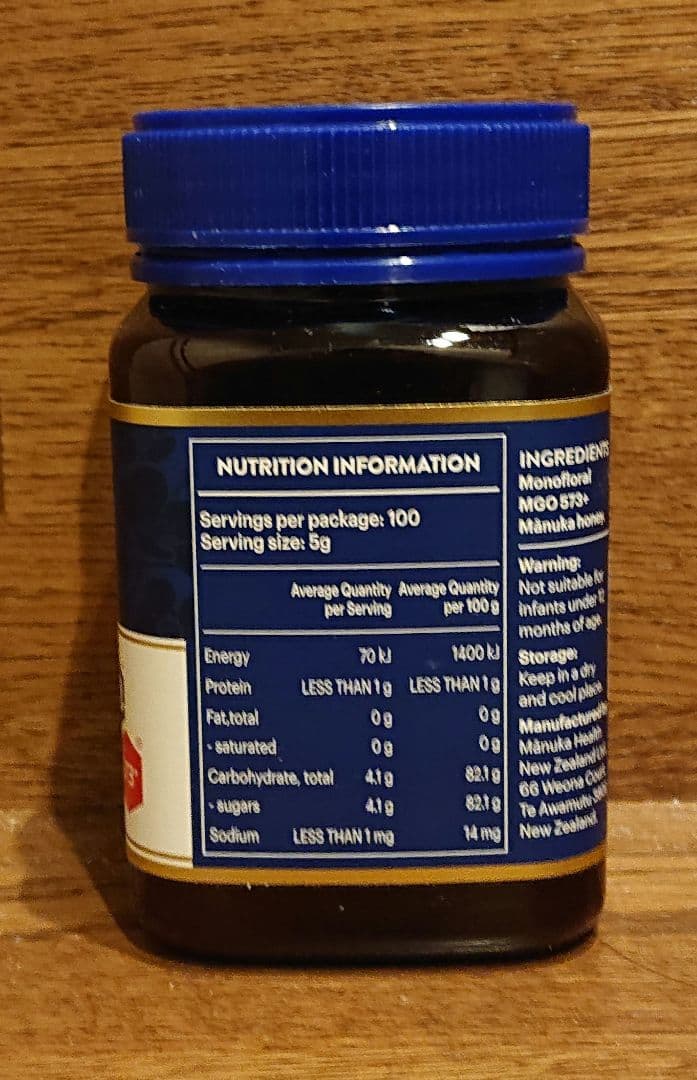 NUTRITION INFORMATION
Servings per package: 100
Serving size: 5g
Average Quantity per Serving
Average Quantity per 100 g
Energy 70 kJ 1400 kJ
Protein LESS THAN 1 g LESS THAN 1 g
Fat,total 0 g 0 g
- saturated 0 g 0 g
Carbohydrate, total 4.1 g 82.1 g
- sugars 4.1 g 82.1 g
Sodium LESS THAN 1 mg 14 mg
INGREDIENTS
Monofloral
MGO 573+
Mānuka honey
Warning:
Not suitable for
infants under 12
months of age
Storage:
Keep in a dry
and cool place
Manufactured
Mānuka Health
New Zealand
66 Weona Court
Te Awamutu
New Zealand